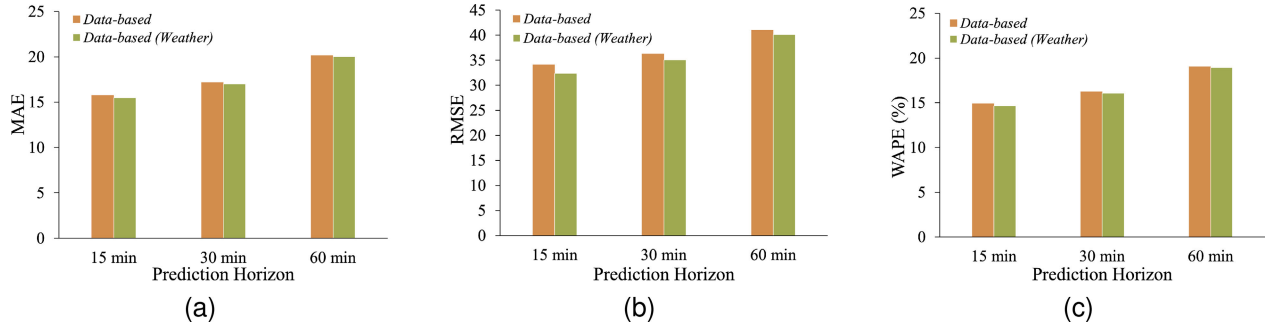 25
20
15
10
5
0
MAE
Data-based
Data-based (Weather)
15 min
30 min
60 min
Prediction Horizon
(a)
45
40
35
30
25
20
15
10
5
0
RMSE
Data-based
Data-based (Weather)
15 min
30 min
60 min
Prediction Horizon
(b)
25
20
15
10
5
0
WAPE (%)
Data-based
Data-based (Weather)
15 min
30 min
60 min
Prediction Horizon
(c)